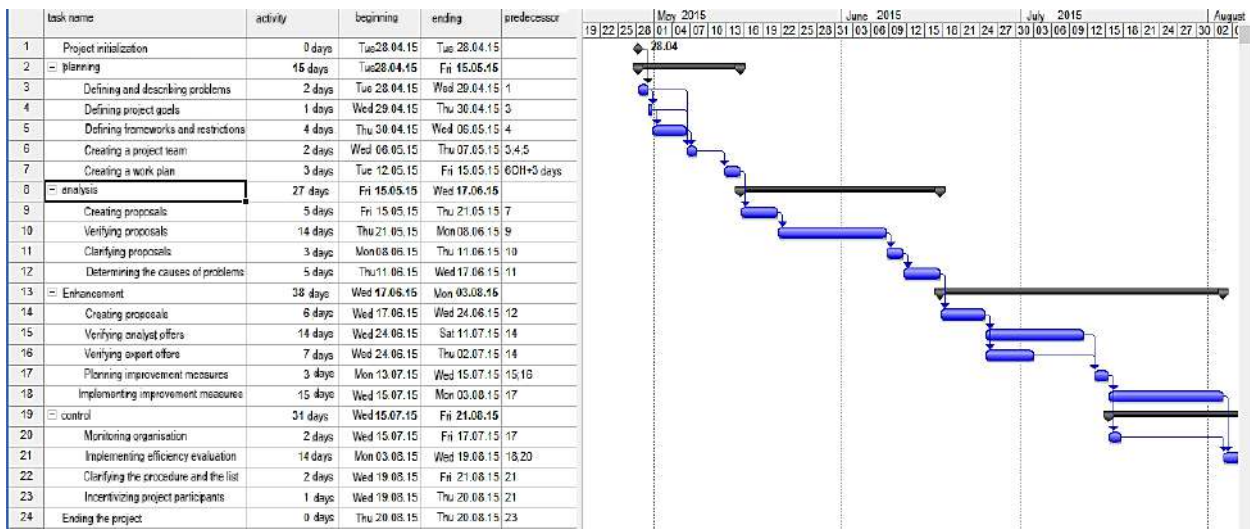 task name activity beginning ending predecessor May 2015 June 2015 July 2015 August
19 22 25 28 01 04 07 10 13 16 19 22 25 28 31 03 06 09 12 15 18 21 24 27 30 03 06 09 12 15 18 21 24 27 30 02
1 Project initialization 0 days Tue28.04.15 Tue 28.04.15 28.04
2 planning 15 days Tue28.04.15 Fri 15.05.15
3 Defining and describing problems 2 days Tue 28.04.15 Wed 29.04.15 1
4 Defining project goals 1 days Wed 29.04.15 Thu 30.04.15 3
5 Defining frameworks and restrictions 4 days Thu 30.04.15 Wed 06.05.15 4
6 Creating a project team 2 days Wed 06.05.15 Thu 07.05.15 3,4,5
7 Creating a work plan 3 days Tue 12.05.15 Fri 15.05.15 6OH+3 days
8 analysis 27 days Fri 15.05.15 Wed 17.06.15
9 Creating proposals 5 days Fri 15.05.15 Thu 21.05.15 7
10 Verifying proposals 14 days Thu 21.05.15 Mon 08.06.15 9
11 Clarifying proposals 3 days Mon 08.06.15 Thu 11.06.15 10
12 Determining the causes of problems 5 days Thu11.06.15 Wed 17.06.15 11
13 Enhancement 38 days Wed 17.06.15 Mon 03.08.15
14 Creating proposals 6 days Wed 17.06.15 Wed 24.06.15 12
15 Verifying analyst offers 14 days Wed 24.06.15 Sat 11.07.15 14
16 Verifying expert offers 7 days Wed 24.06.15 Thu 02.07.15 14
17 Planning improvement measures 3 days Mon 13.07.15 Wed 15.07.15 15;16
18 Implementing improvement measures 15 days Wed 15.07.15 Mon 03.08.15 17
19 control 31 days Wed 15.07.15 Fri 21.08.15
20 Monitoring organisation 2 days Wed 15.07.15 Fri 17.07.15 17
21 Implementing efficiency evaluation 14 days Mon 03.08.15 Wed 19.08.15 18,20
22 Clarifying the procedure and the list 2 days Wed 19.08.15 Fri 21.08.15 21
23 Incentivizing project participants 1 days Wed 19.08.15 Thu 20.08.15 21
24 Ending the project 0 days Thu 20.08.15 Thu 20.08.15 23